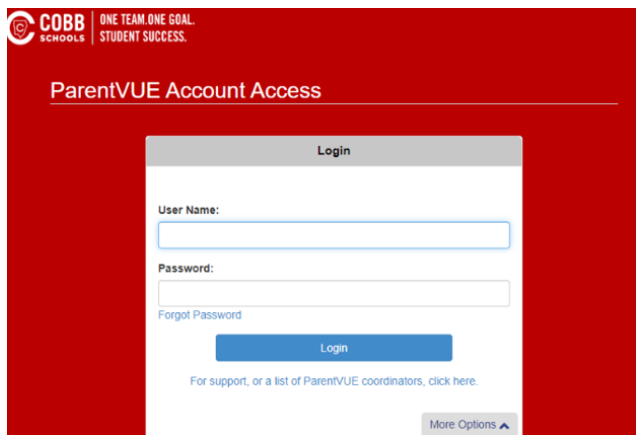 COBB
SCHOOLS
ONE TEAM.ONE GOAL.
STUDENT SUCCESS.
ParentVUE Account Access
Login
User Name:
Password:
Forgot Password
Login
For support, or a list of ParentVUE coordinators, click here.
More Options